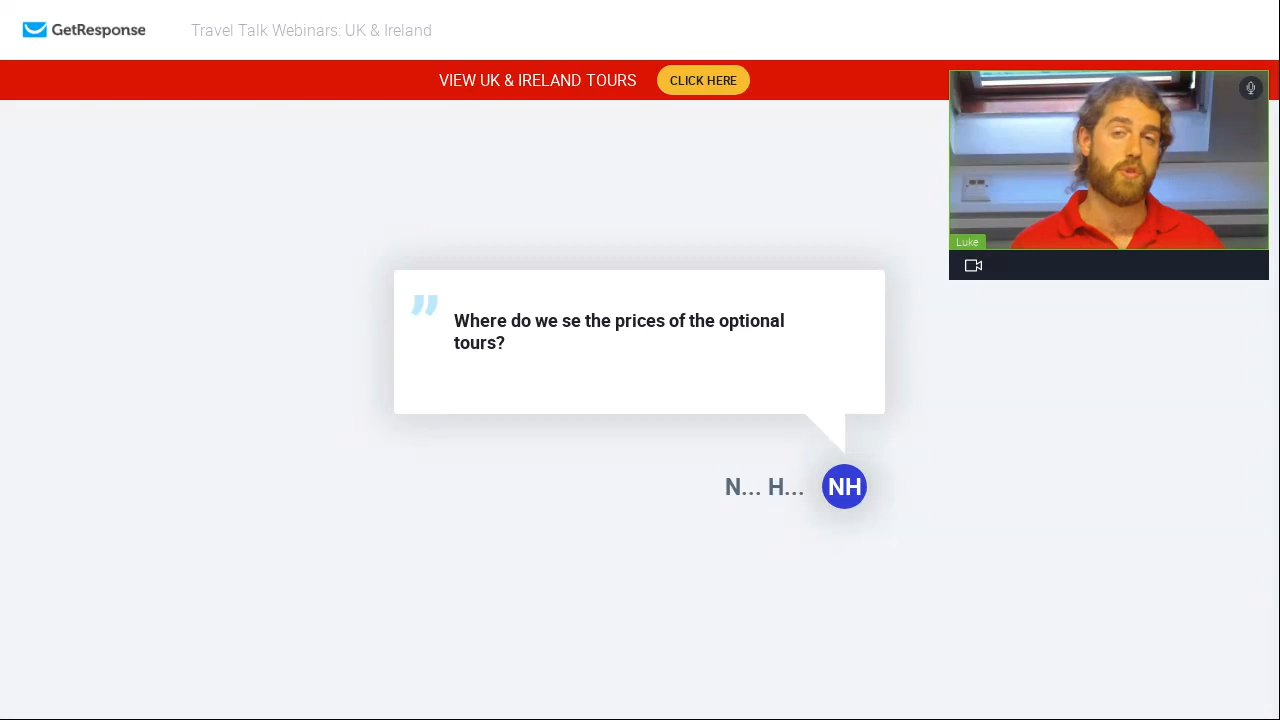 GetResponse
Travel Talk Webinars: UK & Ireland
VIEW UK & IRELAND TOURS
CLICK HERE
Luke
Where do we se the prices of the optional
tours?
N... H...
NH